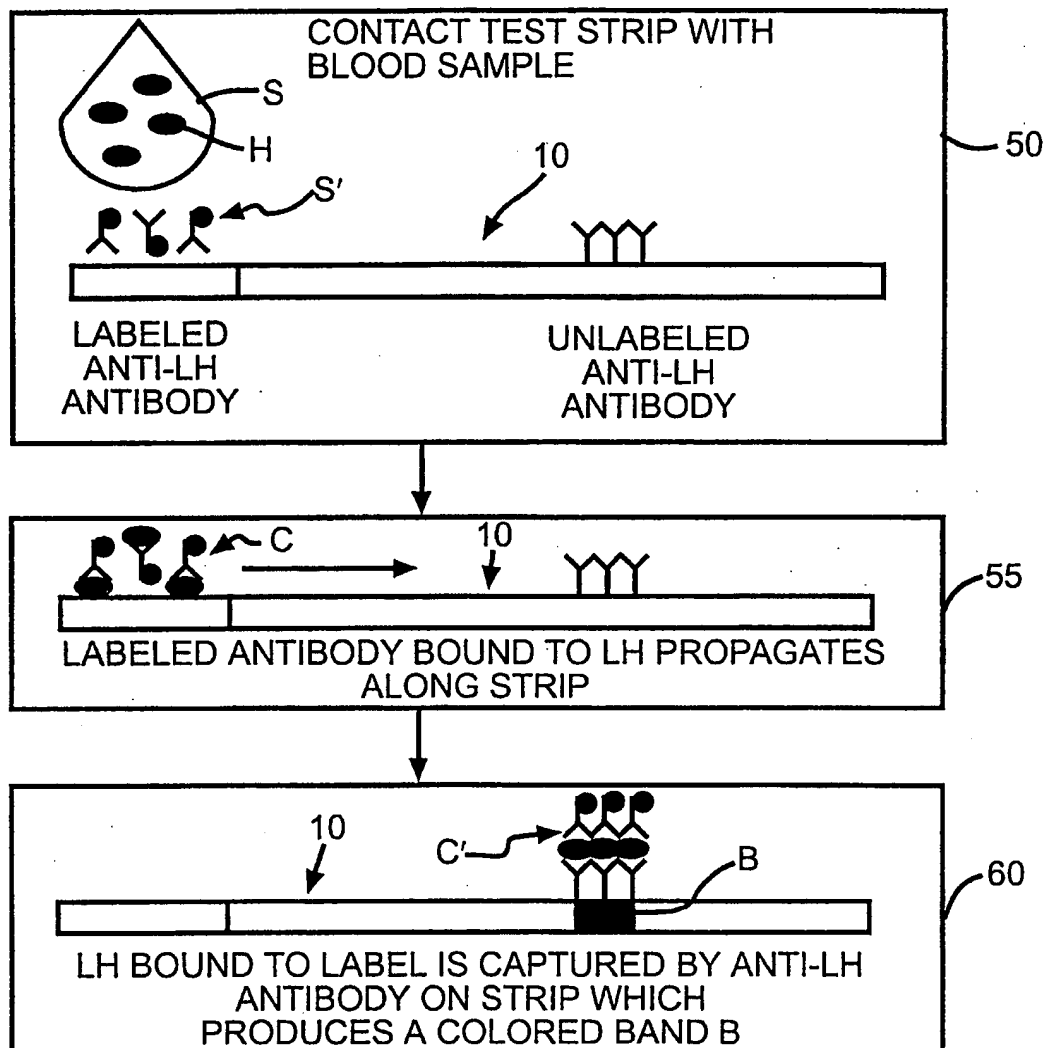 CONTACT TEST STRIP WITH
BLOOD SAMPLE
S
H
50
10
S'
LABELED
ANTI-LH
ANTIBODY
UNLABELED
ANTI-LH
ANTIBODY
C
10
55
LABELED ANTIBODY BOUND TO LH PROPAGATES
ALONG STRIP
10
C'
B
60
LH BOUND TO LABEL IS CAPTURED BY ANTI-LH
ANTIBODY ON STRIP WHICH
PRODUCES A COLORED BAND B